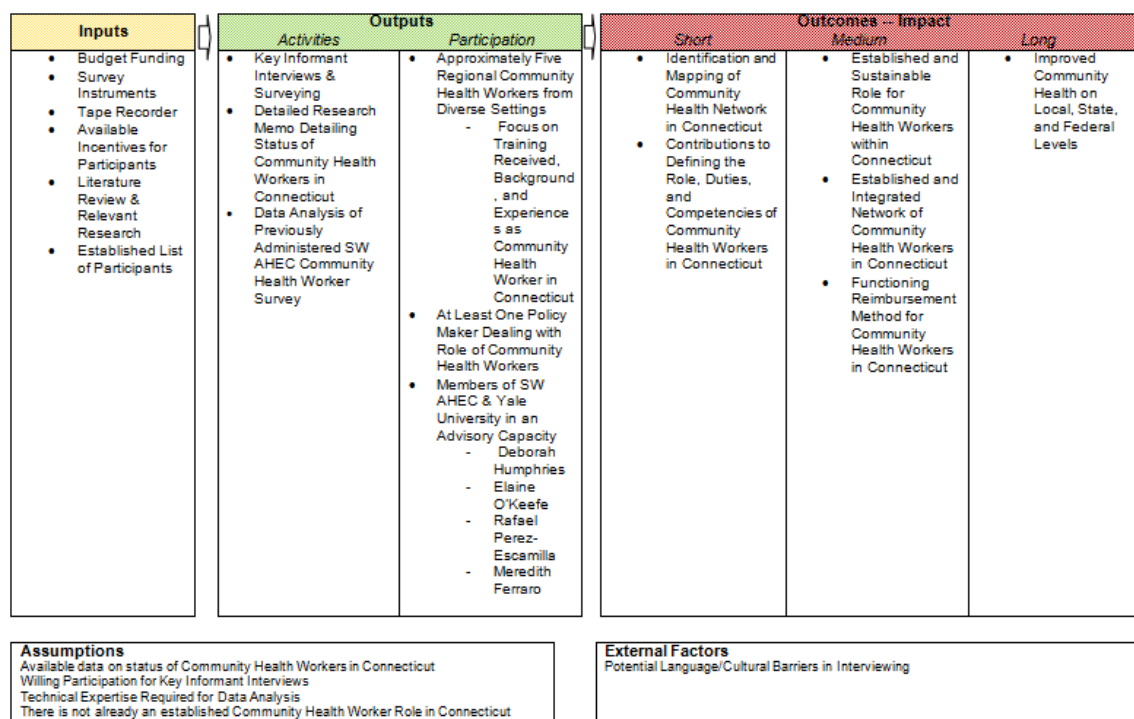 Inputs
Outputs
Activities
Participation
Outcomes -- Impact
Short
Medium
Long
• Budget Funding
• Survey
Instruments
• Tape Recorder
• Available
Incentives for
Participants
• Literature
Review &
Relevant
Research
• Established List
of Participants
• Key Informant
Interviews &
Surveying
• Detailed Research
Memo Detailing
Status of
Community Health
Workers in
Connecticut
• Data Analysis of
Previously
Administered SW
AHEC Community
Health Worker
Survey
• Approximately Five
Regional Community
Health Workers from
Diverse Settings
- Focus on
Training
Received,
Background
, and
Experience
s as
Community
Health
Worker in
Connecticut
• At Least One Policy
Maker Dealing with
Role of Community
Health Workers
• Members of SW
AHEC & Yale
University in an
Advisory Capacity
- Deborah
Humphries
- Elaine
O'Keefe
- Rafael
Perez-
Escamilla
- Meredith
Ferraro
• Identification and
Mapping of
Community
Health Network
in Connecticut
• Contributions to
Defining the
Role, Duties,
and
Competencies of
Community
Health Workers
in Connecticut
• Established and
Sustainable
Role for
Community
Health Workers
within
Connecticut
• Established and
Integrated
Network of
Community
Health Workers
in Connecticut
• Functioning
Reimbursement
Method for
Community
Health Workers
in Connecticut
• Improved
Community
Health on
Local, State,
and Federal
Levels
Assumptions
Available data on status of Community Health Workers in Connecticut
Willing Participation for Key Informant Interviews
Technical Expertise Required for Data Analysis
There is not already an established Community Health Worker Role in Connecticut
External Factors
Potential Language/Cultural Barriers in Interviewing